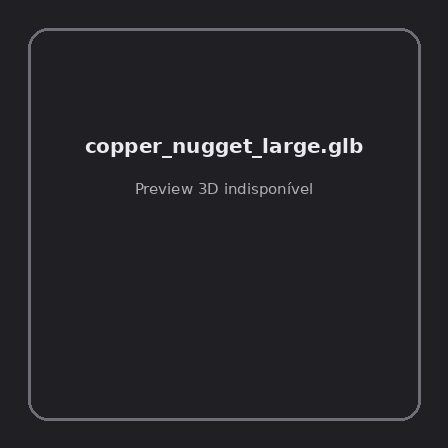 copper_nugget_large.glb
Preview 3D indisponível